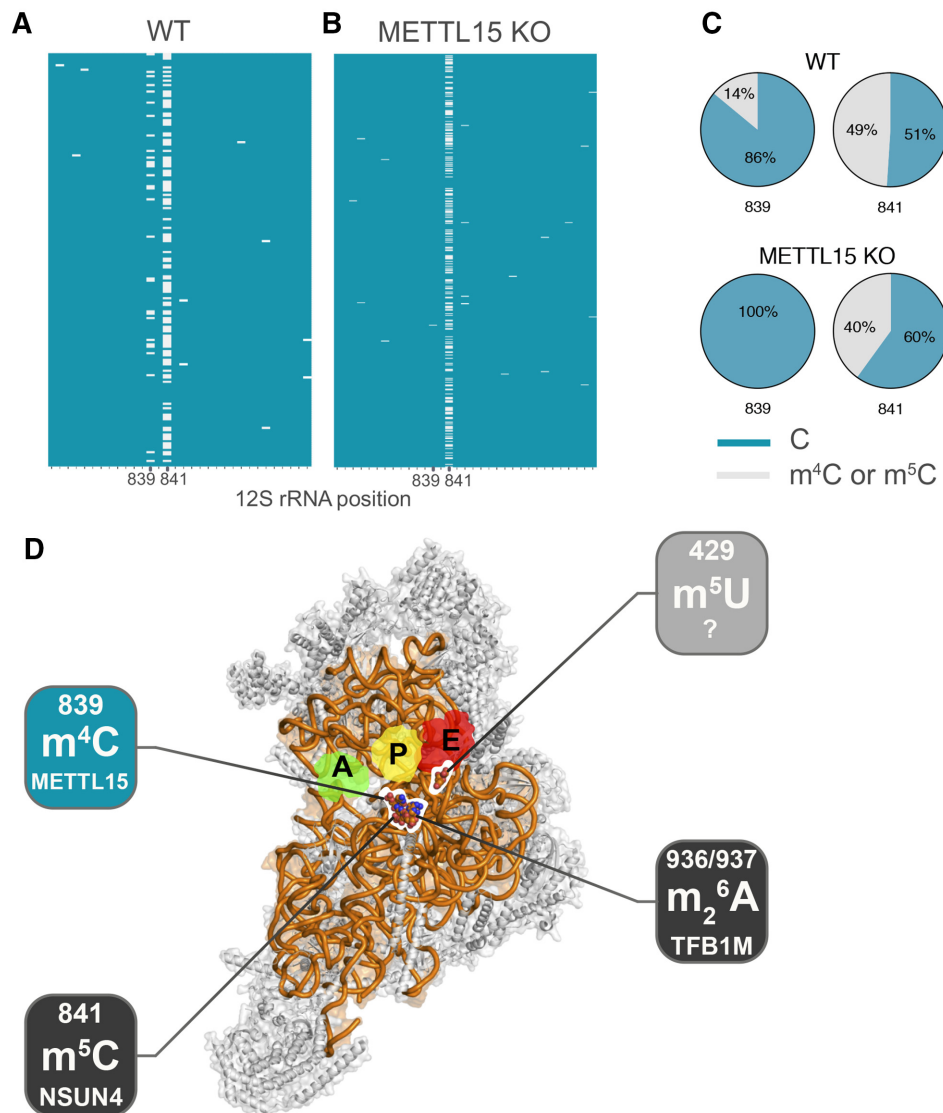 A
WT
B
METTL15 KO
C
839 841
839 841
12S rRNA position
WT
14%
86%
49%
51%
839
841
METTL15 KO
100%
40%
60%
839
841
C
m⁴C or m⁵C
D
429
m⁵U
?
839
m⁴C
METTL15
A
P
E
936/937
m₂⁶A
TFB1M
841
m⁵C
NSUN4